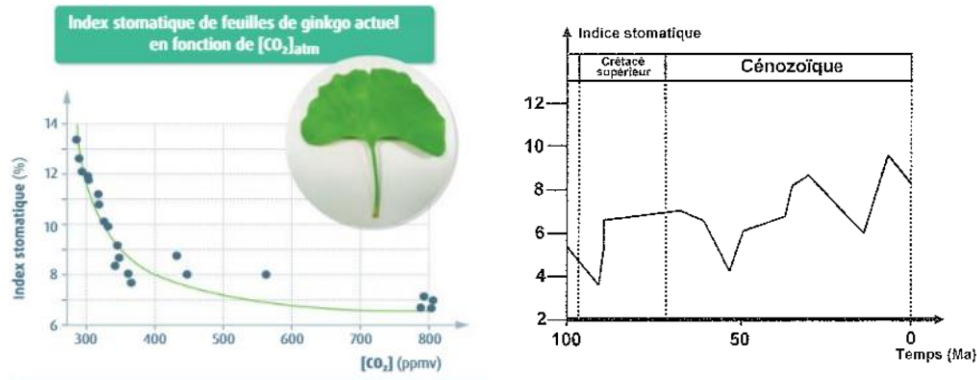 Index stomatique de feuilles de ginkgo actuel
en fonction de [CO₂]atm
Index stomatique (%)
14
12
10
8
6
300 400 500 600 700 800
[CO₂] (ppmv)
Indice stomatique
Crétacé
supérieur
Cénozoïque
12
10
8
6
4
2
100 50 0
Temps (Ma)